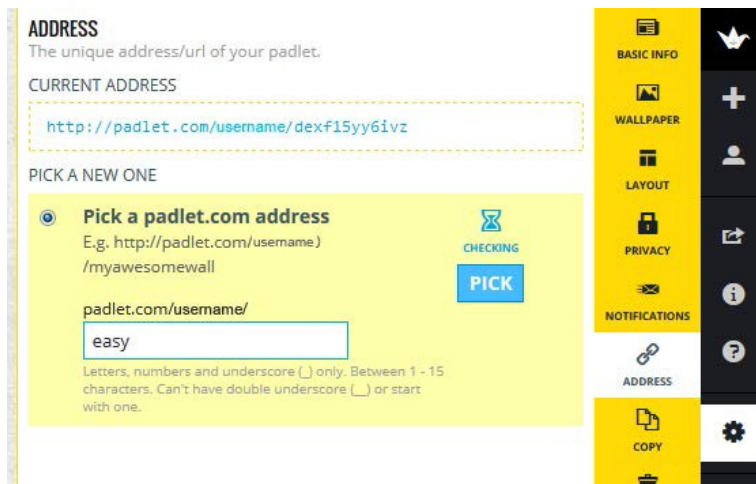 ADDRESS
The unique address/url of your padlet.
CURRENT ADDRESS
http://padlet.com/username/dexf15yy6ivz
PICK A NEW ONE
Pick a padlet.com address
E.g. http://padlet.com/username)
/myawesomewall
CHECKING
PICK
padlet.com/username/
easy
Letters, numbers and underscore (_) only. Between 1 - 15
characters. Can't have double underscore (__) or start
with one.
BASIC INFO
WALLPAPER
LAYOUT
PRIVACY
NOTIFICATIONS
ADDRESS
COPY